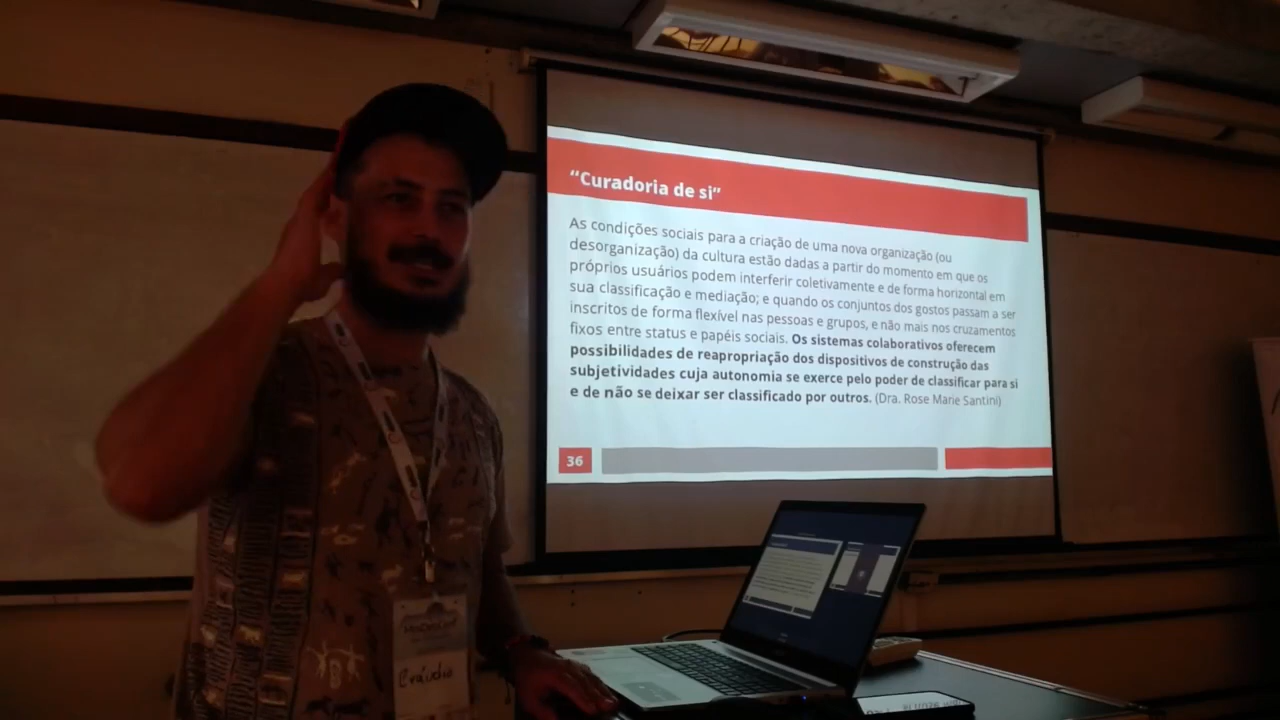 “Curadoria de si”
As condições sociais para a criação de uma nova organização (ou
desorganização) da cultura estão dadas a partir do momento em que os
próprios usuários podem interferir coletivamente e de forma horizontal em
sua classificação e mediação; e quando os conjuntos dos gostos passam a ser
inscritos de forma flexível nas pessoas e grupos, e não mais nos cruzamentos
fixos entre status e papéis sociais. Os sistemas colaborativos oferecem
possibilidades de reapropriação dos dispositivos de construção das
subjetividades cuja autonomia se exerce pelo poder de classificar para si
e de não se deixar ser classificado por outros. (Dra. Rose Marie Santini)
36